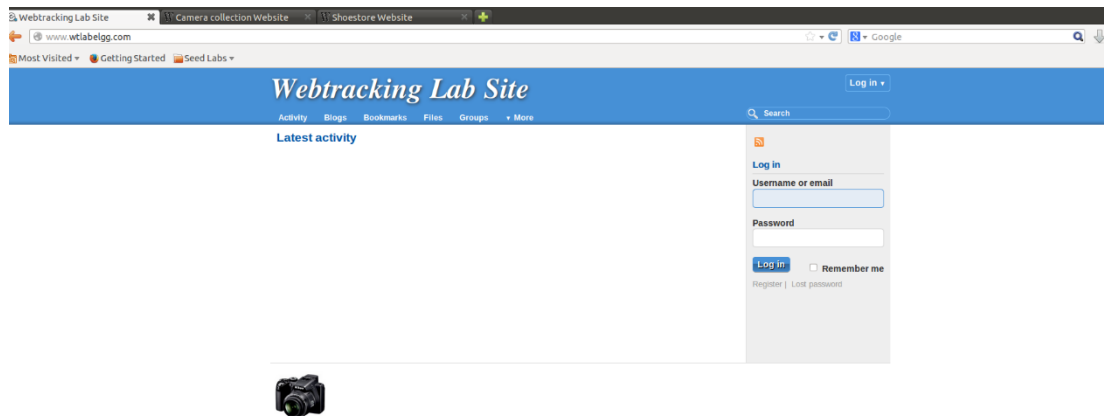 Webtracking Lab Site
Camera collection Website
Shoestore Website
www.wtlabelgg.com
Google
Most Visited
Getting Started
Seed Labs
Webtracking Lab Site
Log in
Activity Blogs Bookmarks Files Groups More
Search
Latest activity
Log in
Username or email
Password
Log in
Remember me
Register | Lost password